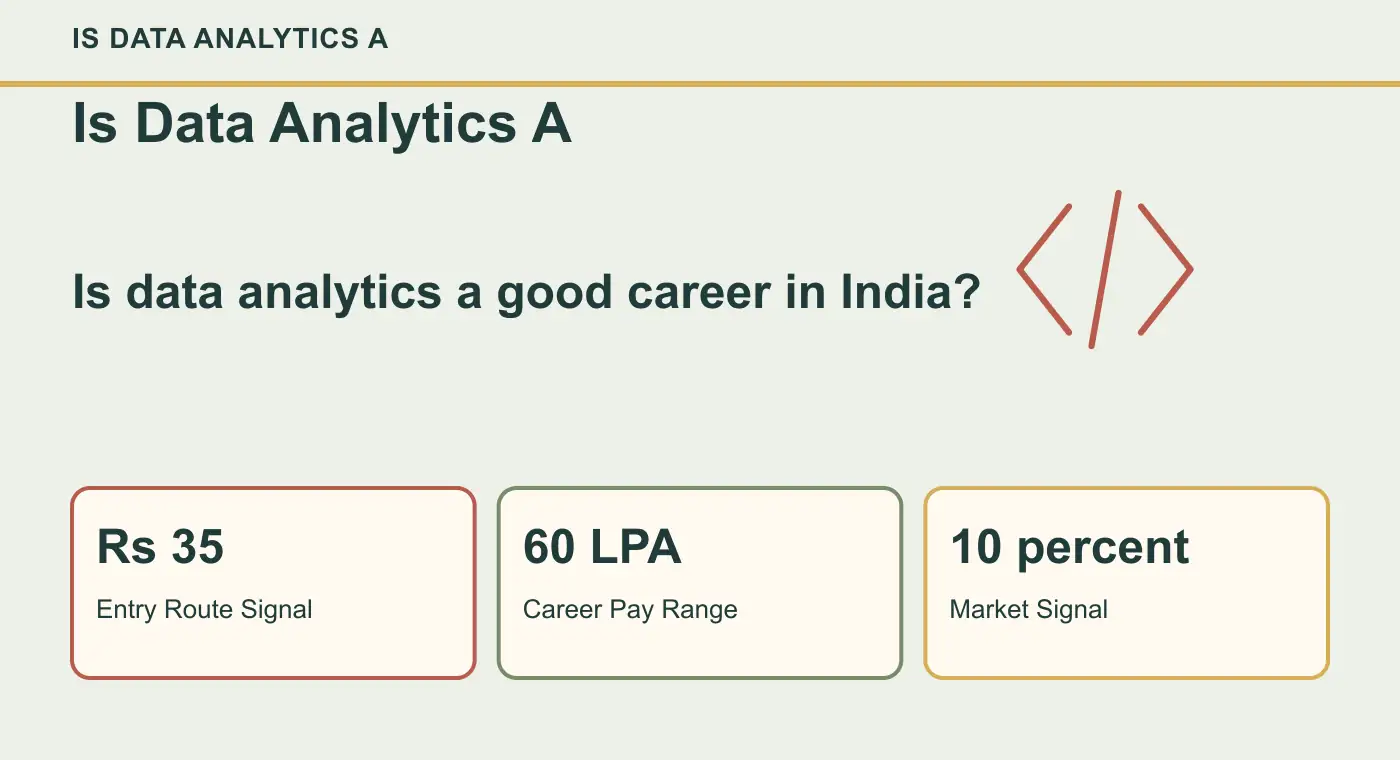 IS DATA ANALYTICS A
Is Data Analytics A
Is data analytics a good career in India?
Rs 35
Entry Route Signal
60 LPA
Career Pay Range
10 percent
Market Signal